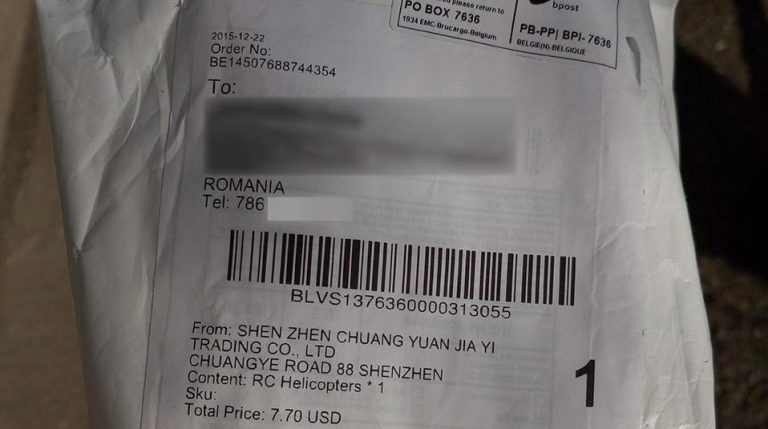 please return to
bpost
PO BOX 7636
1934 EMC-Brucargo-Belgium
PB-PP| BPI- 7636
BELGIE(N)-BELGIQUE
2015-12-22
Order No:
BE14507688744354
To:
ROMANIA
Tel: 786
BLVS1376360000313055
From: SHEN ZHEN CHUANG YUAN JIA YI
TRADING CO., LTD
CHUANGYE ROAD 88 SHENZHEN
Content: RC Helicopters * 1
Sku:
Total Price: 7.70 USD
1